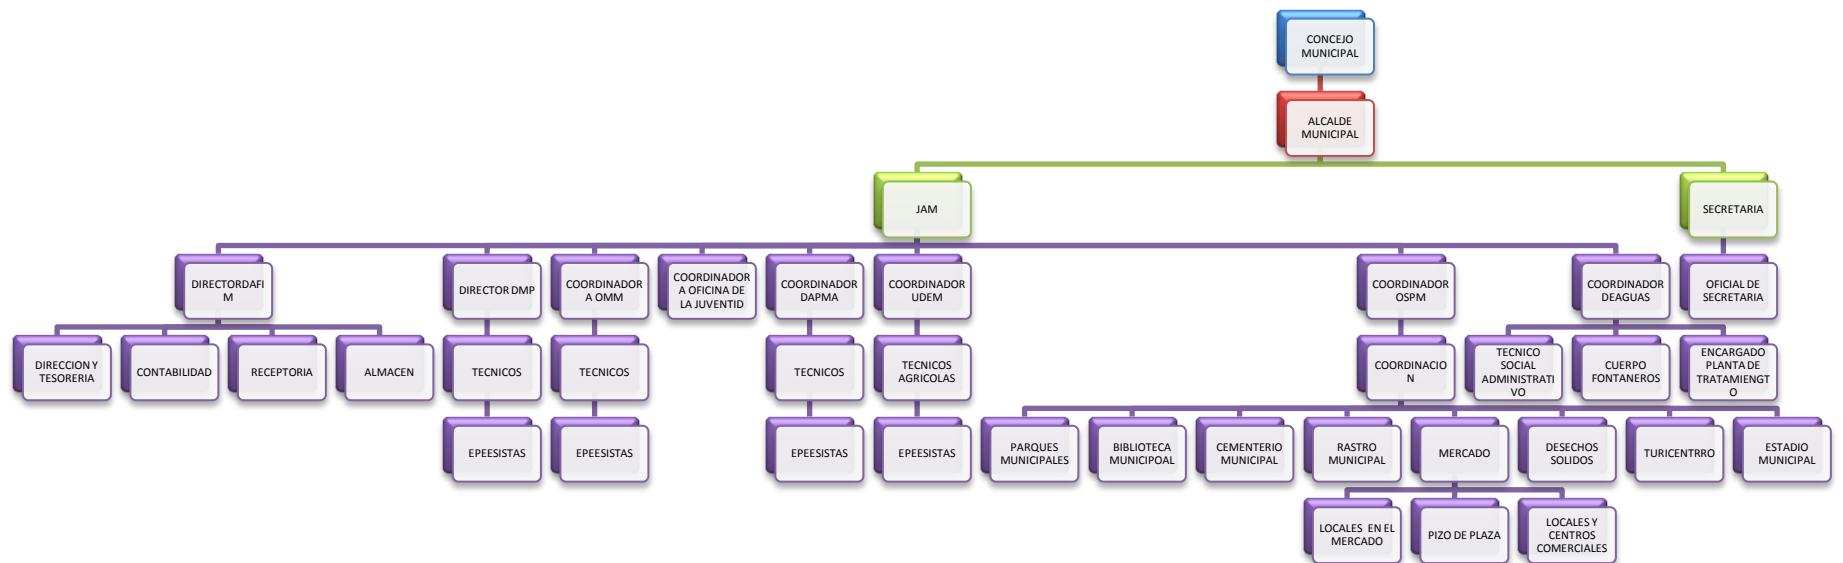 CONCEJO
MUNICIPAL
ALCALDE
MUNICIPAL
JAM
SECRETARIA
DIRECTORDAFI
M
DIRECTOR DMP
COORDINADOR
A OMM
COORDINADOR
A OFICINA DE
LA JUVENTID
COORDINADOR
DAPMA
COORDINADOR
UDEM
COORDINADOR
OSPM
COORDINADOR
DEAGUAS
OFICIAL DE
SECRETARIA
DIRECCION Y
TESORERIA
CONTABILIDAD
RECEPTORIA
ALMACEN
TECNICOS
TECNICOS
TECNICOS
TECNICOS
AGRICOLAS
COORDINACIO
N
TECNICO
SOCIAL
ADMINISTRATI
VO
CUERPO
FONTANEROS
ENCARGADO
PLANTA DE
TRATAMIENGT
O
EPEESISTAS
EPEESISTAS
EPEESISTAS
EPEESISTAS
PARQUES
MUNICIPALES
BIBLIOTECA
MUNICIPOAL
CEMENTERIO
MUNICIPAL
RASTRO
MUNICIPAL
MERCADO
DESECHOS
SOLIDOS
TURICENTRRO
ESTADIO
MUNICIPAL
LOCALES EN EL
MERCADO
PIZO DE PLAZA
LOCALES Y
CENTROS
COMERCIALES